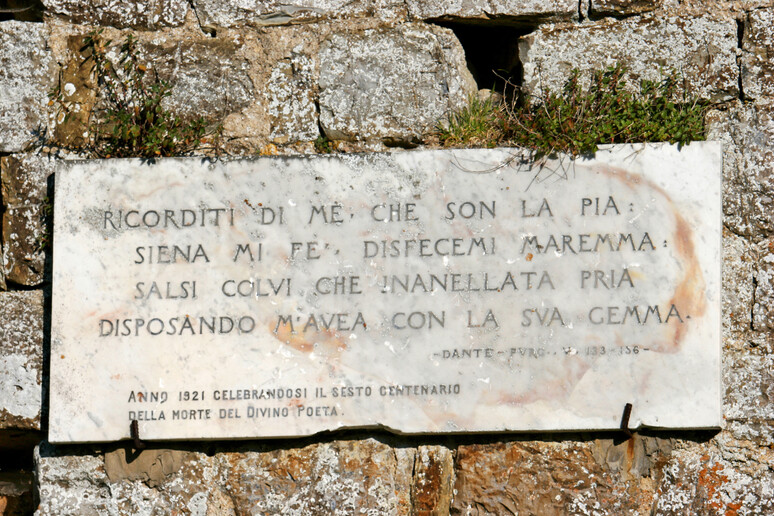 RICORDITI DI ME, CHE SON LA PIA:
SIENA MI FE', DISFECEMI MAREMMA:
SALSI COLVI CHE INANELLATA PRIA
DISPOSANDO M'AVEA CON LA SVA GEMMA.
-DANTE-PURG.. V. 133-136-
ANNO 1921 CELEBRANDOSI IL SESTO CENTENARIO
DELLA MORTE DEL DIVINO POETA.